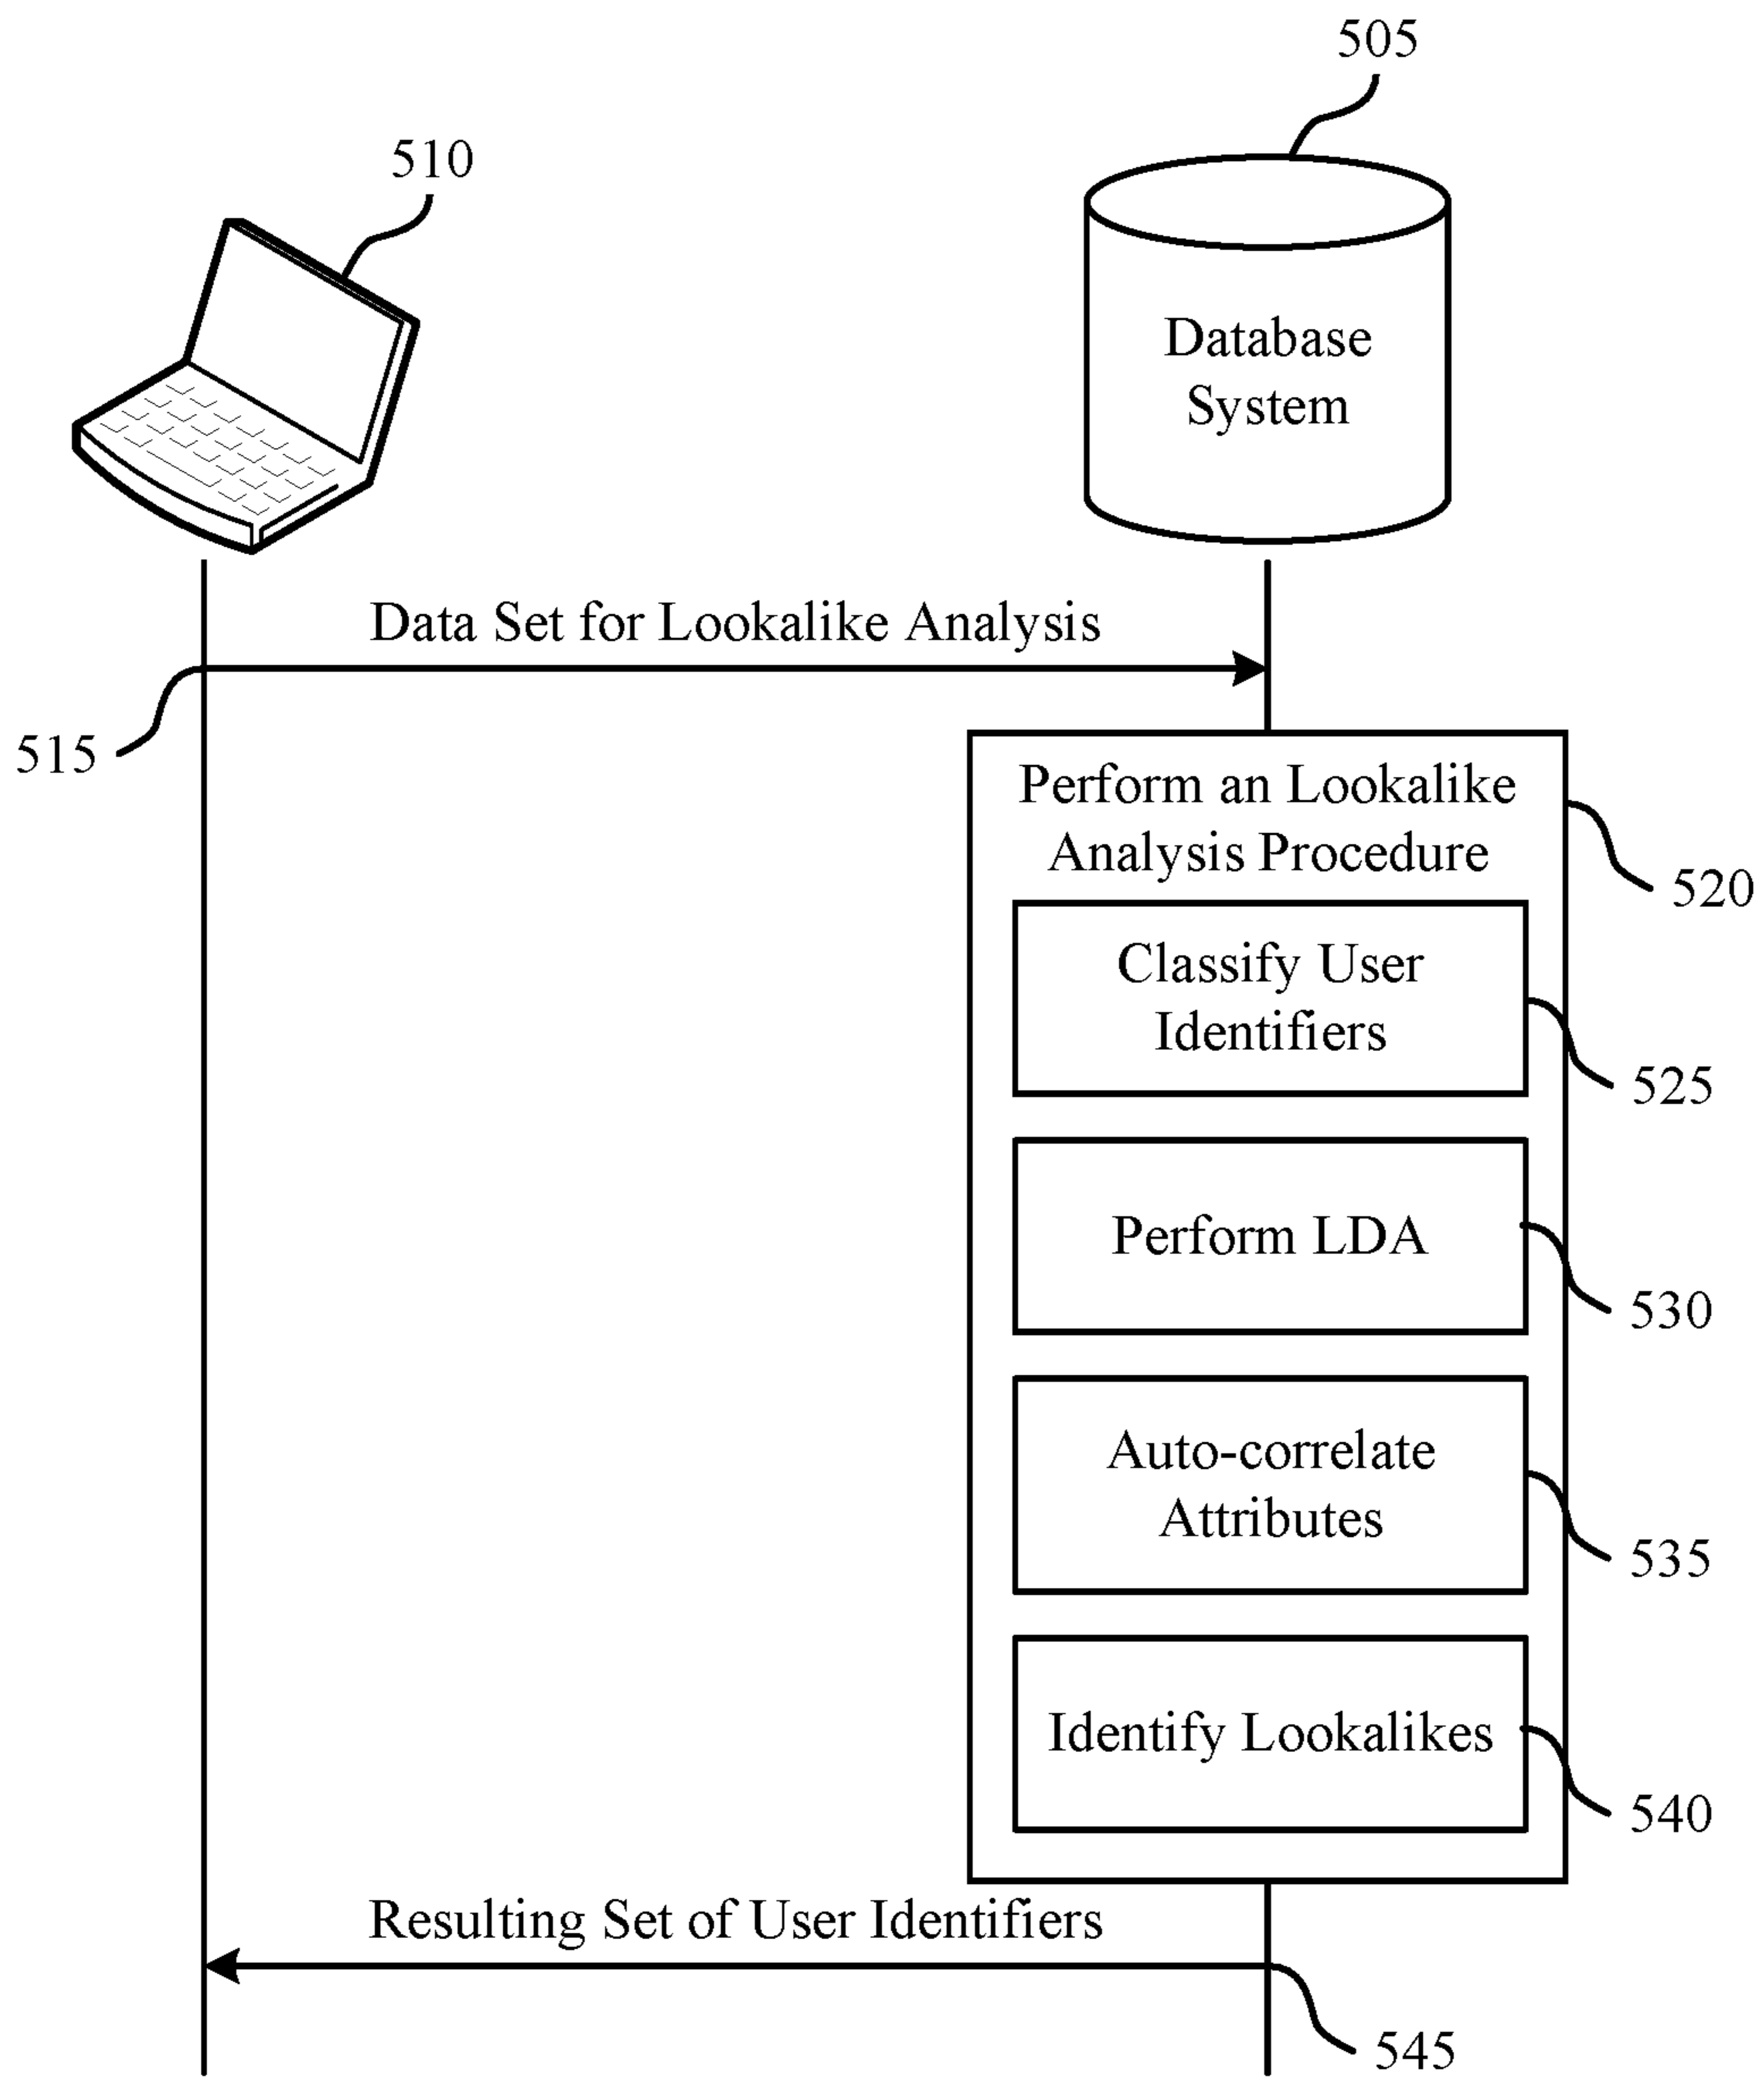 505
510
Database
System
Data Set for Lookalike Analysis
515
Perform an Lookalike
Analysis Procedure
520
Classify User
Identifiers
525
Perform LDA
530
Auto-correlate
Attributes
535
Identify Lookalikes
540
Resulting Set of User Identifiers
545